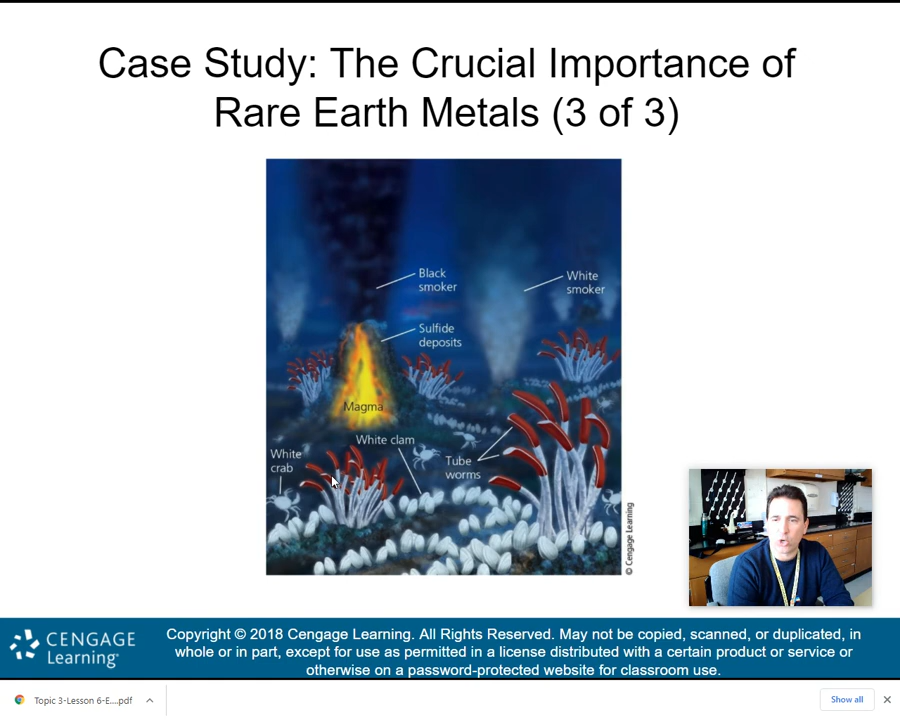 Case Study: The Crucial Importance of
Rare Earth Metals (3 of 3)
Black
smoker
White
smoker
Sulfide
deposits
Magma
White clam
White
crab
Tube
worms
© Cengage Learning
CENGAGE
Learning™
Copyright © 2018 Cengage Learning. All Rights Reserved. May not be copied, scanned, or duplicated, in
whole or in part, except for use as permitted in a license distributed with a certain product or service or
otherwise on a password-protected website for classroom use.
Topic 3-Lesson 6-E....pdf
Show all